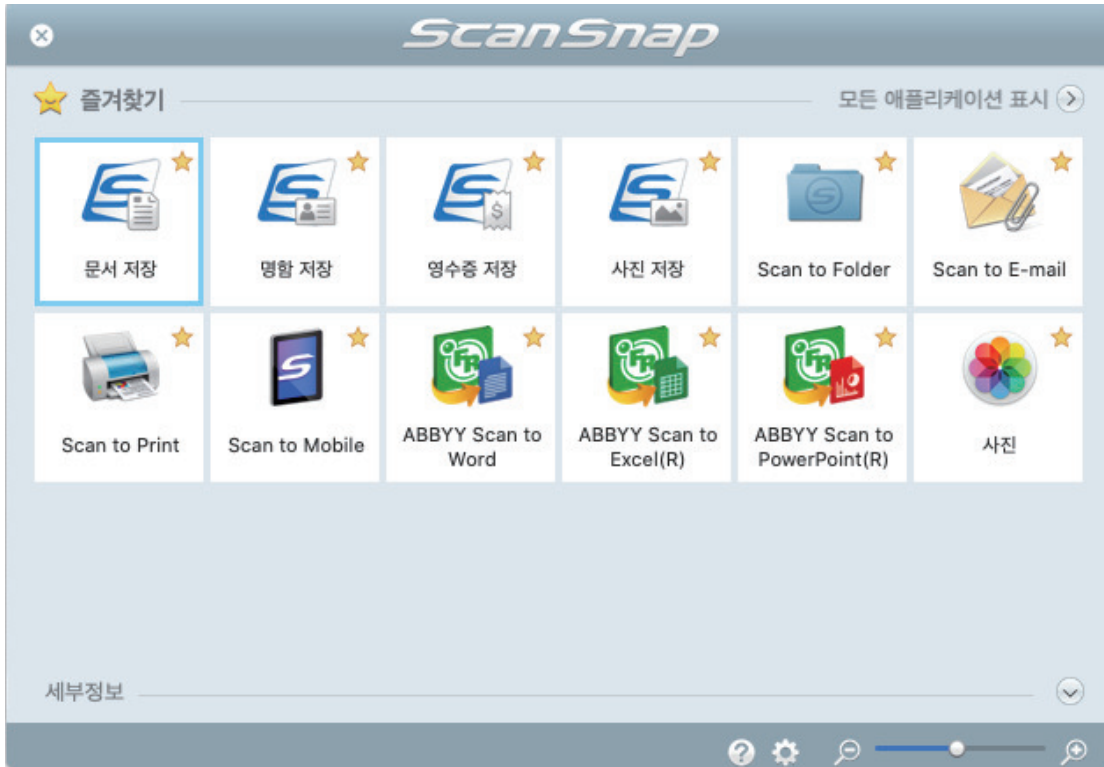 ScanSnap
즐겨찾기
모든 애플리케이션 표시
문서 저장
명함 저장
영수증 저장
사진 저장
Scan to Folder
Scan to E-mail
Scan to Print
Scan to Mobile
ABBYY Scan to
Word
ABBYY Scan to
Excel(R)
ABBYY Scan to
PowerPoint(R)
사진
세부정보